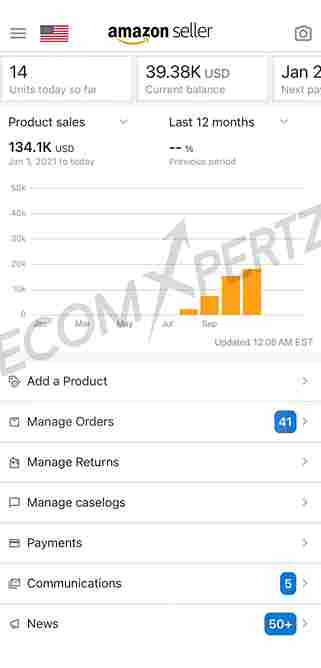 amazon seller
14
Units today so far
39.38K USD
Current balance
Jan 2
Next pa
Product sales
Last 12 months
134.1K USD
Jan 1, 2021 to today
-- %
Previous period
50k
40k
30k
20k
10k
0
Jan
Mar
May
Jul
Sep
ECOMXPERTZ
Updated 12:06 AM EST
Add a Product
Manage Orders
41
Manage Returns
Manage caselogs
Payments
Communications
5
News
50+